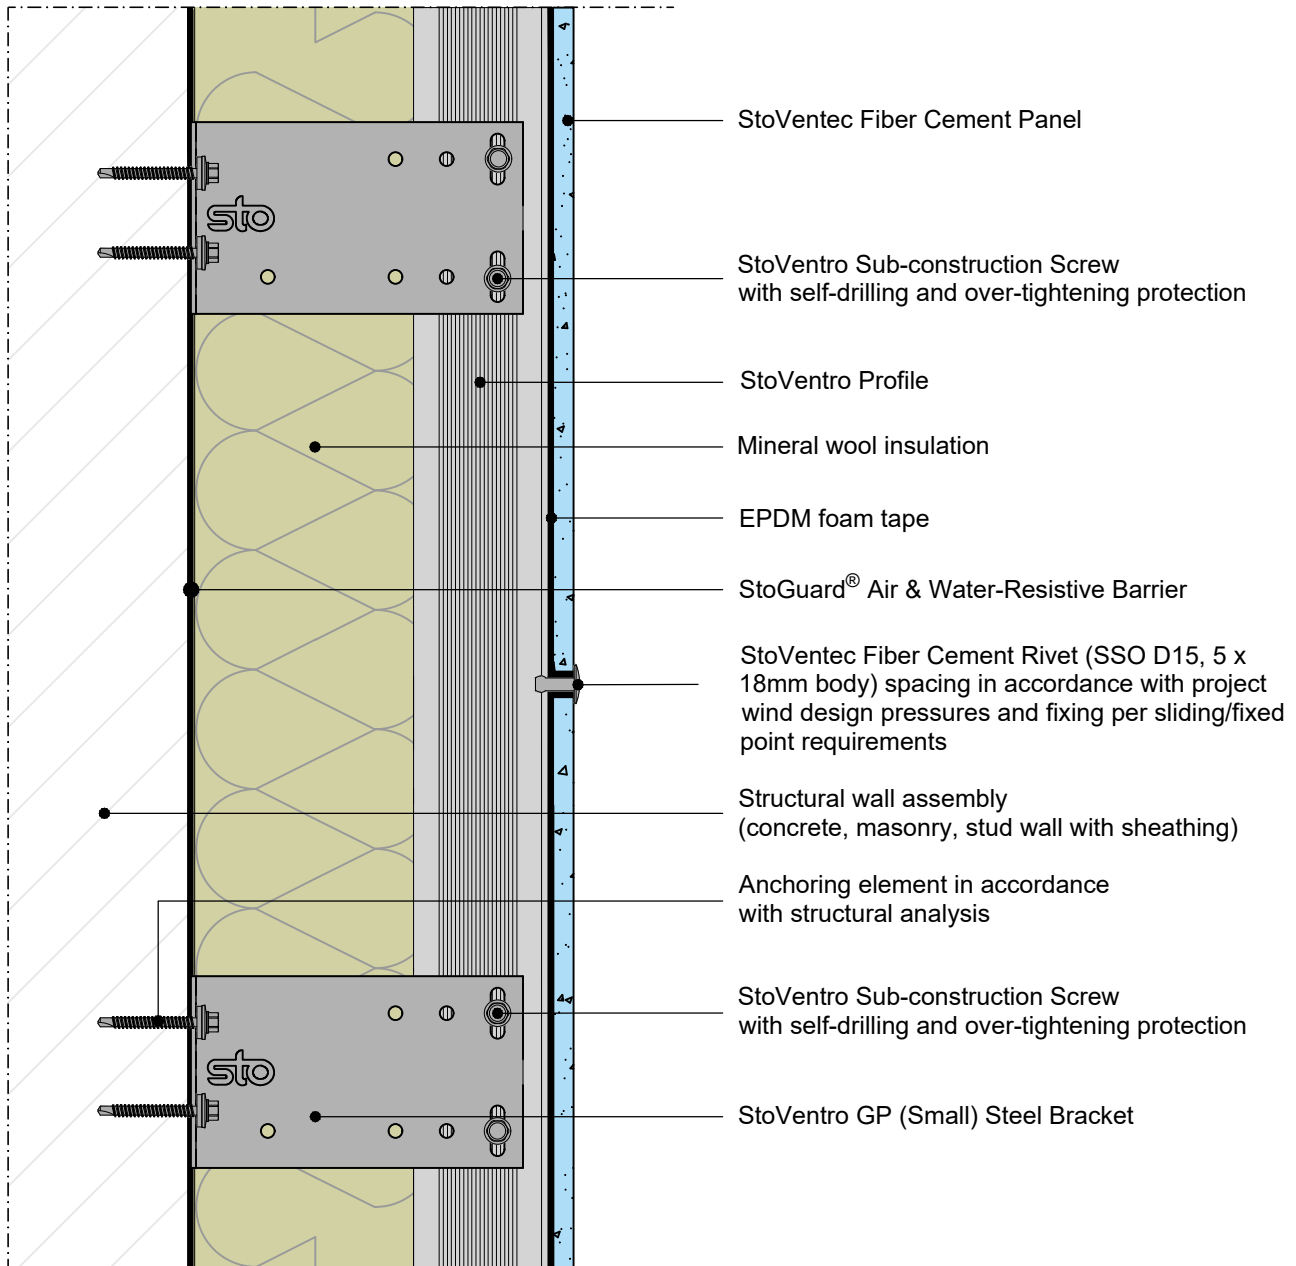 StoVentec Fiber Cement Panel
sto
StoVentro Sub-construction Screw
with self-drilling and over-tightening protection
StoVentro Profile
Mineral wool insulation
EPDM foam tape
StoGuard® Air & Water-Resistive Barrier
StoVentec Fiber Cement Rivet (SSO D15, 5 x
18mm body) spacing in accordance with project
wind design pressures and fixing per sliding/fixed
point requirements
Structural wall assembly
(concrete, masonry, stud wall with sheathing)
Anchoring element in accordance
with structural analysis
StoVentro Sub-construction Screw
with self-drilling and over-tightening protection
sto
StoVentro GP (Small) Steel Bracket